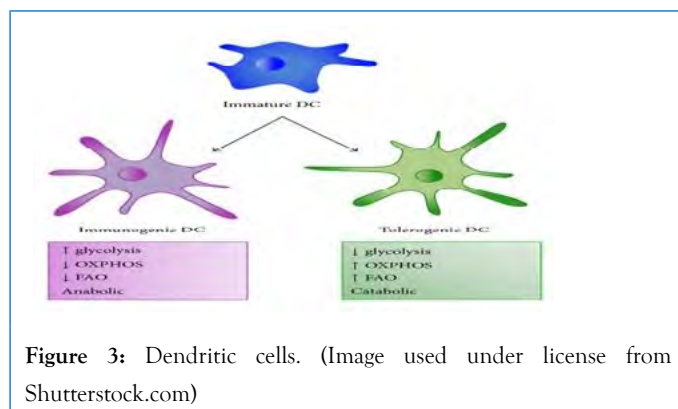 Immature DC
Immunogenic DC
Tolerogenic DC
↑ glycolysis
↓ OXPHOS
↓ FAO
Anabolic
↓ glycolysis
↑ OXPHOS
↑ FAO
Catabolic
Figure 3: Dendritic cells. (Image used under license from
Shutterstock.com)